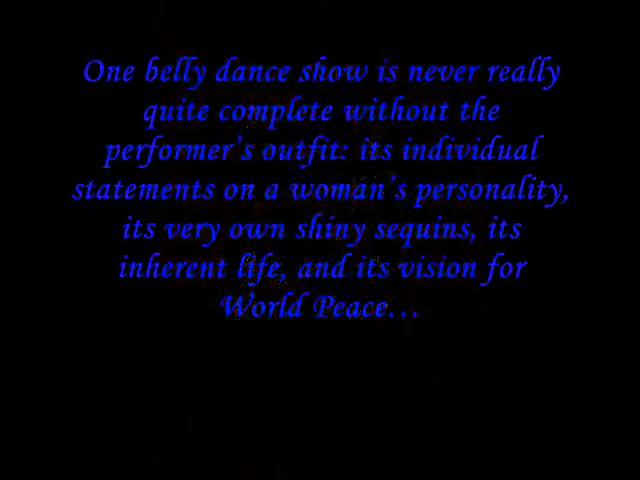 One belly dance show is never really
quite complete without the
performer’s outfit: its individual
statements on a woman’s personality,
its very own shiny sequins, its
inherent life, and its vision for
World Peace…